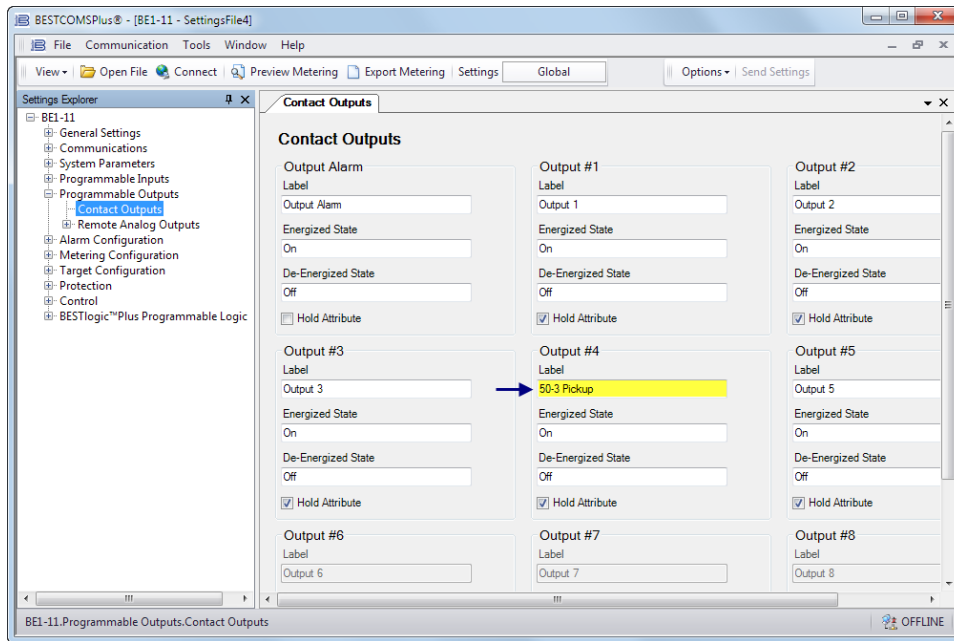 BESTCOMSPlus® - [BE1-11 - SettingsFile4]
File Communication Tools Window Help
View Open File Connect Preview Metering Export Metering Settings Global Options Send Settings
Settings Explorer
BE1-11
General Settings
Communications
System Parameters
Programmable Inputs
Programmable Outputs
Contact Outputs
Remote Analog Outputs
Alarm Configuration
Metering Configuration
Target Configuration
Protection
Control
BESTlogic™Plus Programmable Logic
Contact Outputs
Contact Outputs
Output Alarm
Label
Output Alarm
Energized State
On
De-Energized State
Off
Hold Attribute
Output #1
Label
Output 1
Energized State
On
De-Energized State
Off
Hold Attribute
Output #2
Label
Output 2
Energized State
On
De-Energized State
Off
Hold Attribute
Output #3
Label
Output 3
Energized State
On
De-Energized State
Off
Hold Attribute
Output #4
Label
50-3 Pickup
Energized State
On
De-Energized State
Off
Hold Attribute
Output #5
Label
Output 5
Energized State
On
De-Energized State
Off
Hold Attribute
Output #6
Label
Output 6
Output #7
Label
Output 7
Output #8
Label
Output 8
BE1-11.Programmable Outputs.Contact Outputs
OFFLINE